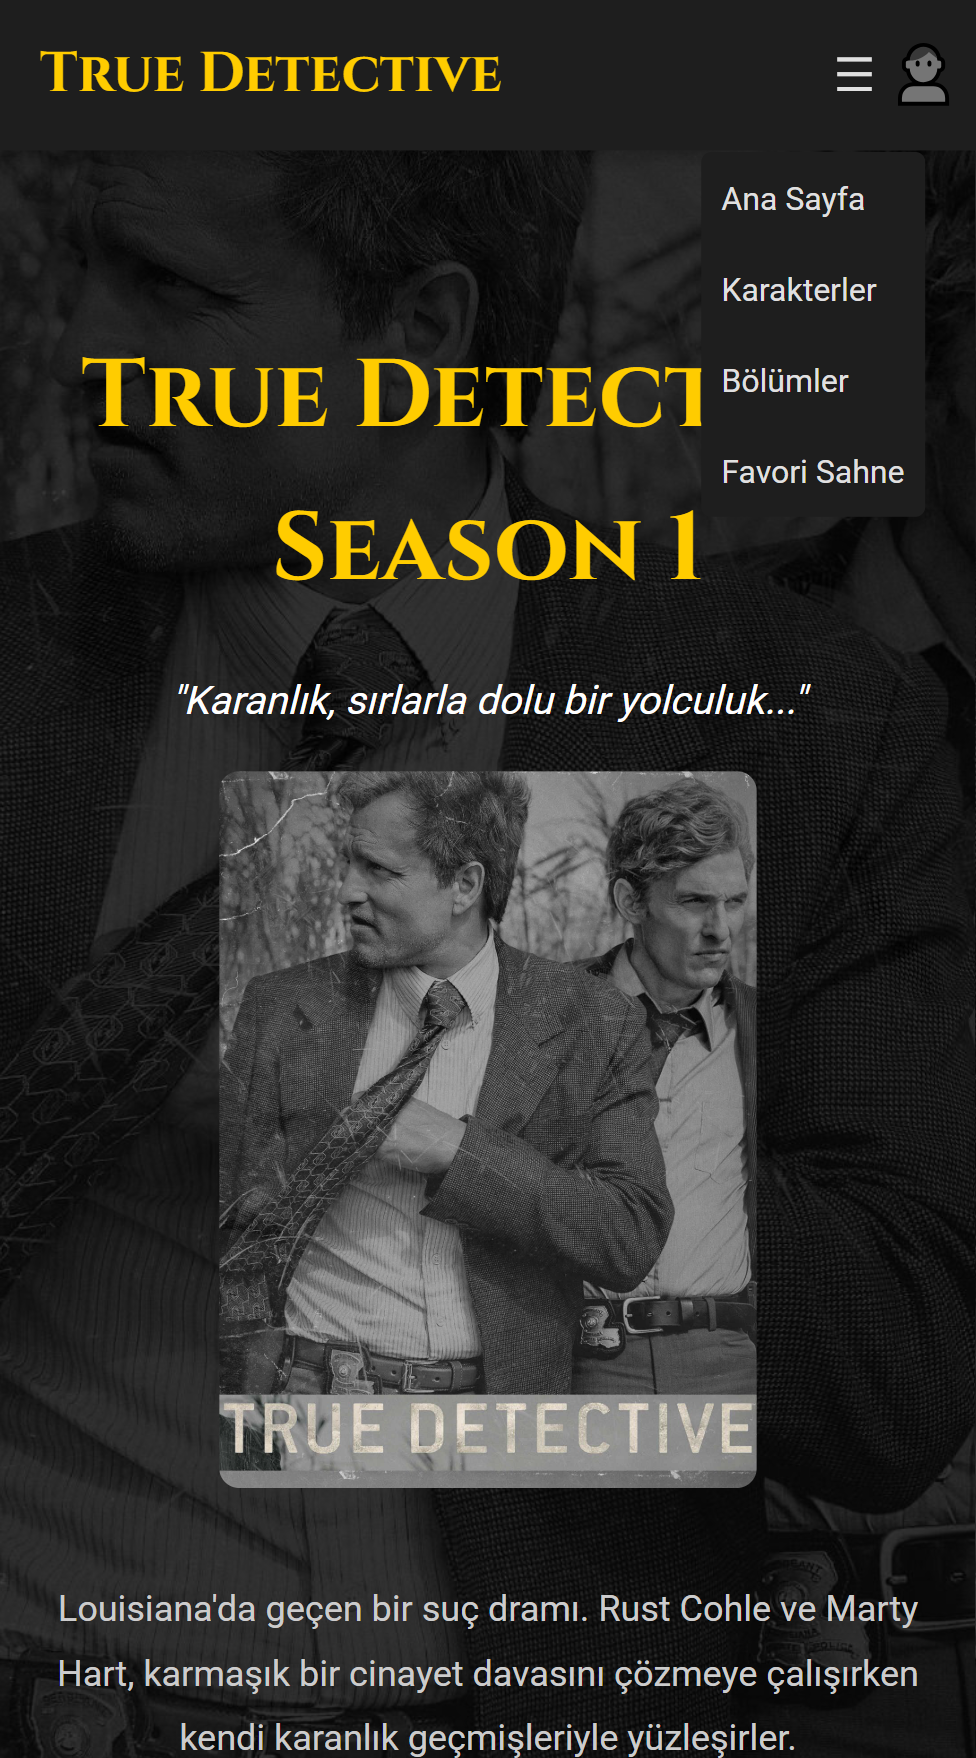 True Detective
Ana Sayfa
Karakterler
Bölümler
Favori Sahne
True Detect
Season 1
"Karanlık, sırlarla dolu bir yolculuk..."
TRUE DETECTIVE
Louisiana'da geçen bir suç dramı. Rust Cohle ve Marty
Hart, karmaşık bir cinayet davasını çözmeye çalışırken
kendi karanlık geçmişleriyle yüzleşirler.